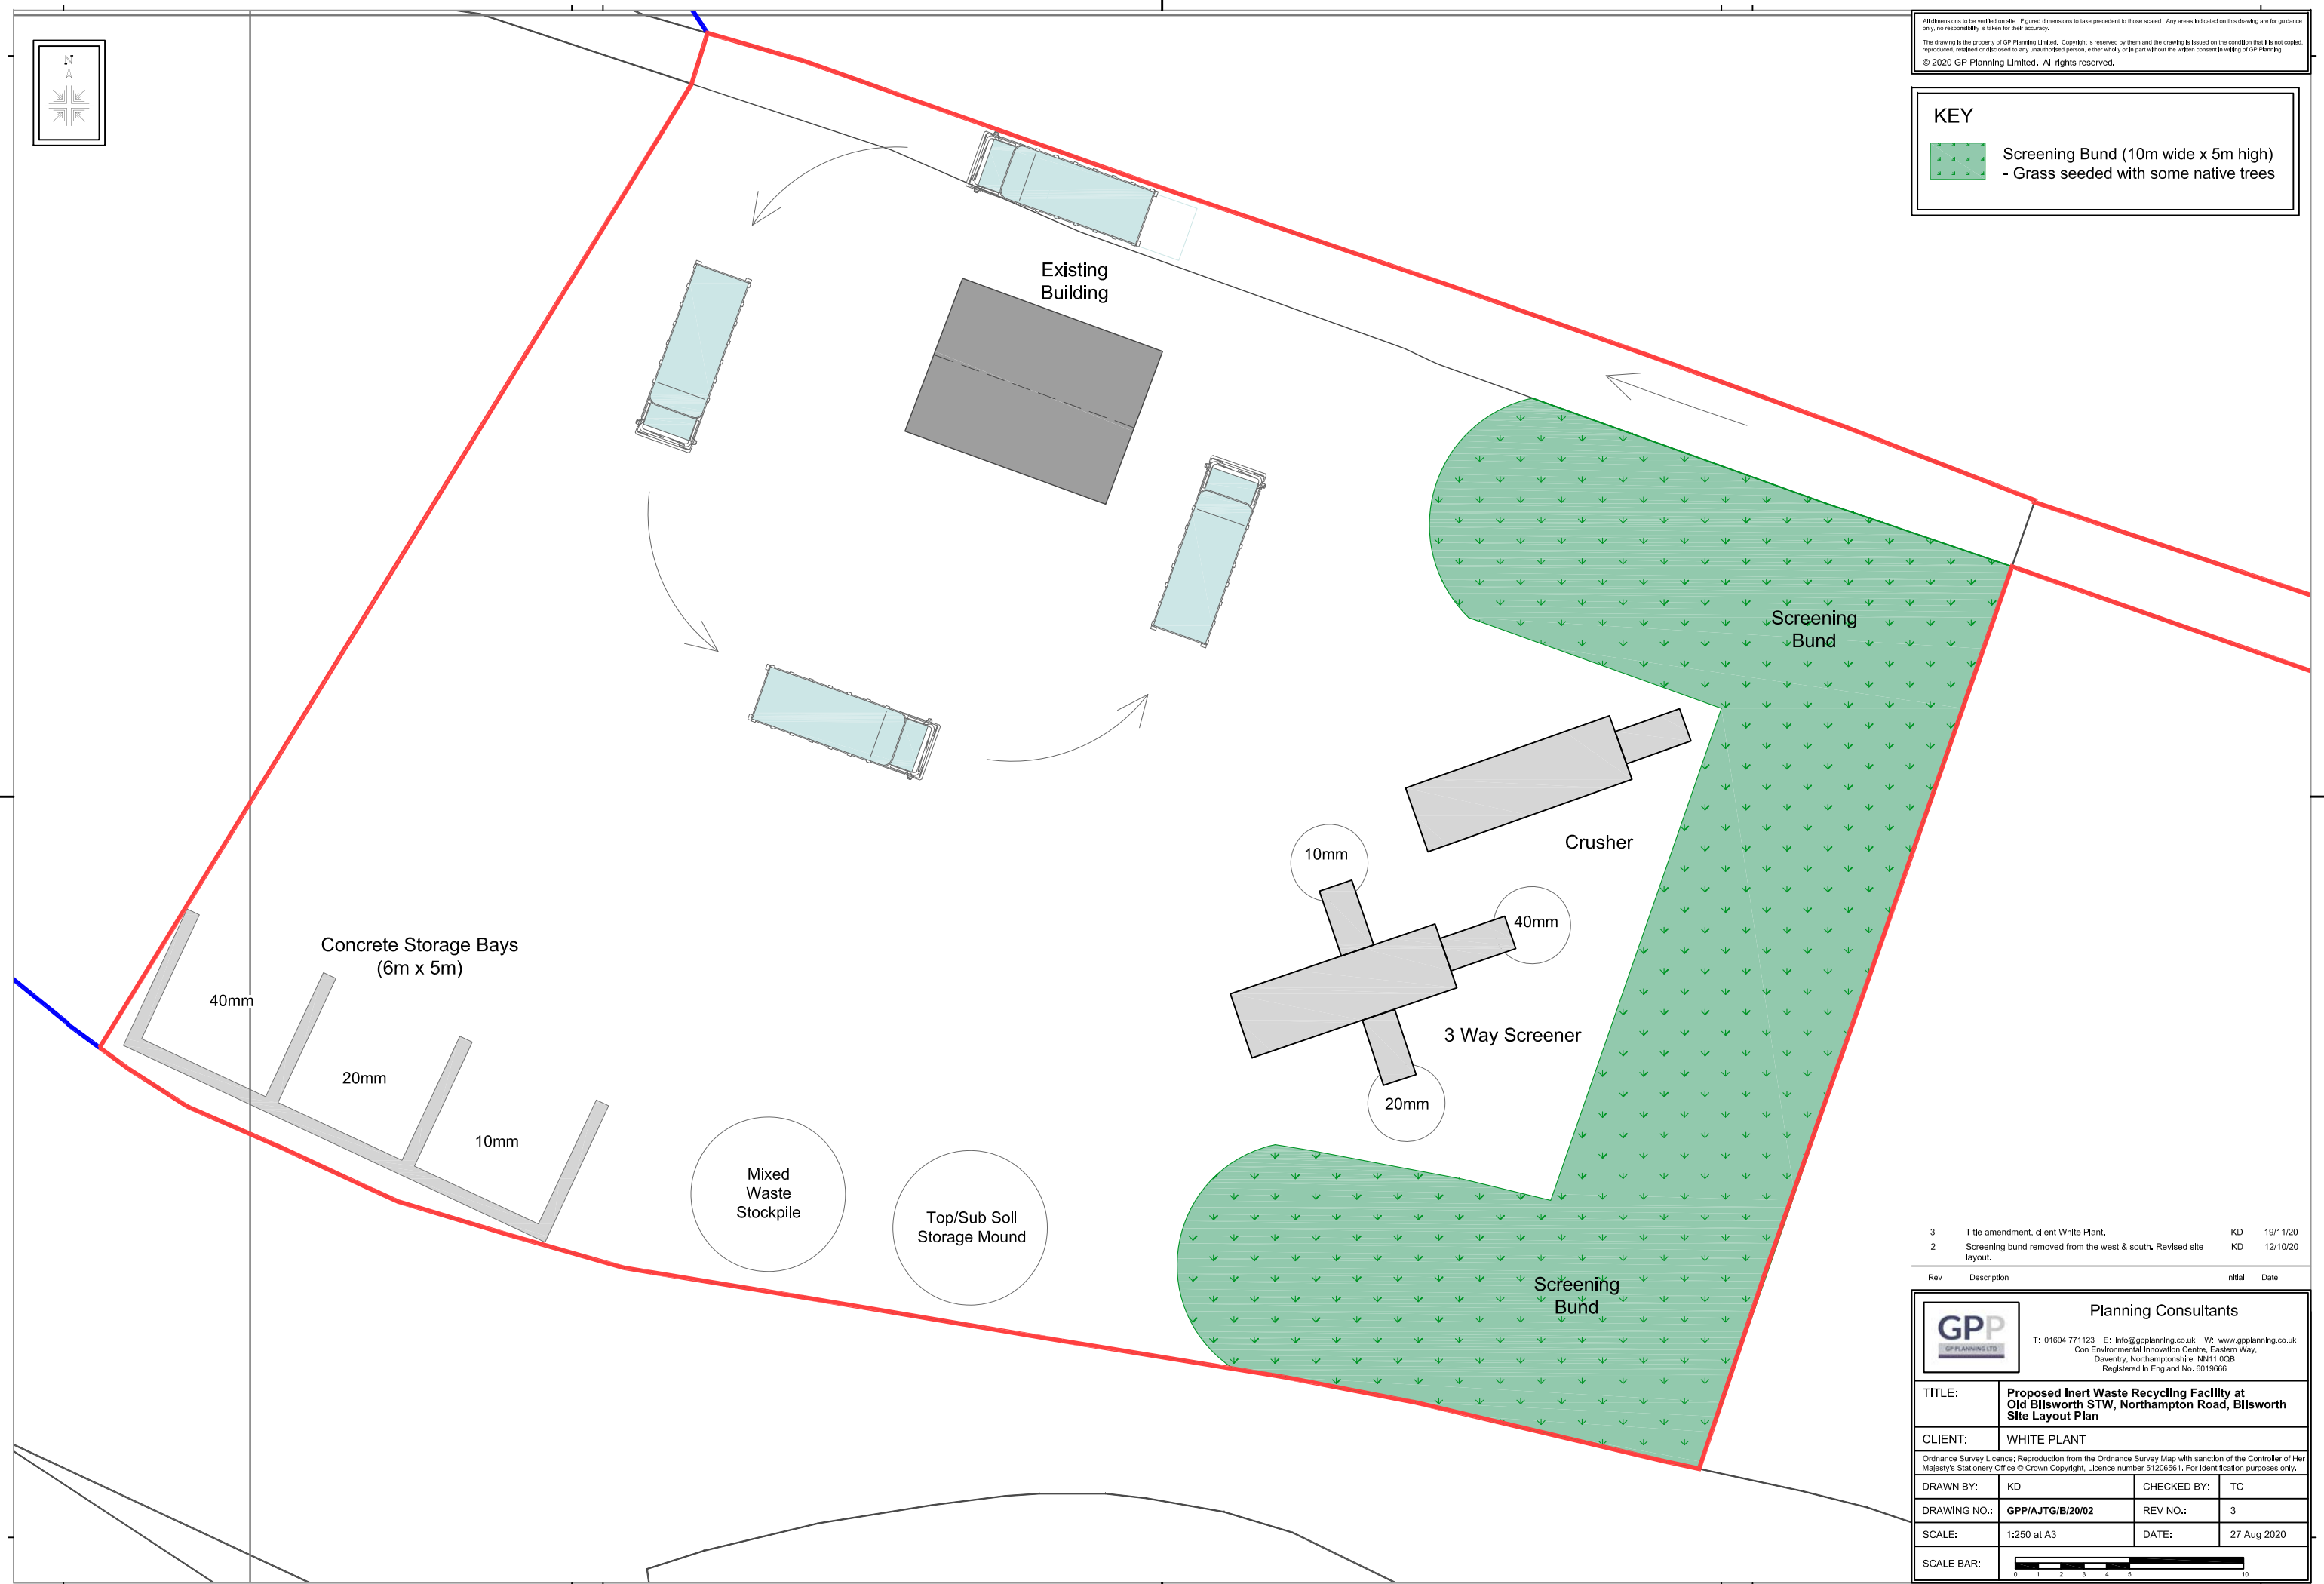 All dimensions to be verified on site. Figured dimensions to take precedent to those scaled. Any areas indicated on this drawing are for guidance
only, no responsibility is taken for their accuracy.
The drawing is the property of GP Planning Limited. Copyright is reserved by them and the drawing is issued on the condition that it is not copied,
reproduced, retained or disclosed to any unauthorised person, either wholly or in part without the written consent in writing of GP Planning.
© 2020 GP Planning Limited. All rights reserved.
N
KEY
Screening Bund (10m wide x 5m high)
- Grass seeded with some native trees
Existing
Building
Screening
Bund
Crusher
10mm
40mm
3 Way Screener
20mm
Concrete Storage Bays
(6m x 5m)
40mm
20mm
10mm
Mixed
Waste
Stockpile
Top/Sub Soil
Storage Mound
Screening
Bund
3 Title amendment, client White Plant. KD 19/11/20
2 Screening bund removed from the west & south. Revised site KD 12/10/20
layout.
Rev Description Initial Date
GPP
GP PLANNING LTD
Planning Consultants
T: 01604 771123 E: info@gpplanning.co.uk W: www.gpplanning.co.uk
iCon Environmental Innovation Centre, Eastern Way,
Daventry, Northamptonshire, NN11 0QB
Registered in England No. 6019666
TITLE: Proposed Inert Waste Recycling Facility at
Old Blisworth STW, Northampton Road, Blisworth
Site Layout Plan
CLIENT: WHITE PLANT
Ordnance Survey Licence: Reproduction from the Ordnance Survey Map with sanction of the Controller of Her
Majesty's Stationery Office © Crown Copyright, Licence number 51206561. For identification purposes only.
DRAWN BY: KD CHECKED BY: TC
DRAWING NO.: GPP/AJTG/B/20/02 REV NO.: 3
SCALE: 1:250 at A3 DATE: 27 Aug 2020
SCALE BAR:
0 1 2 3 4 5 10